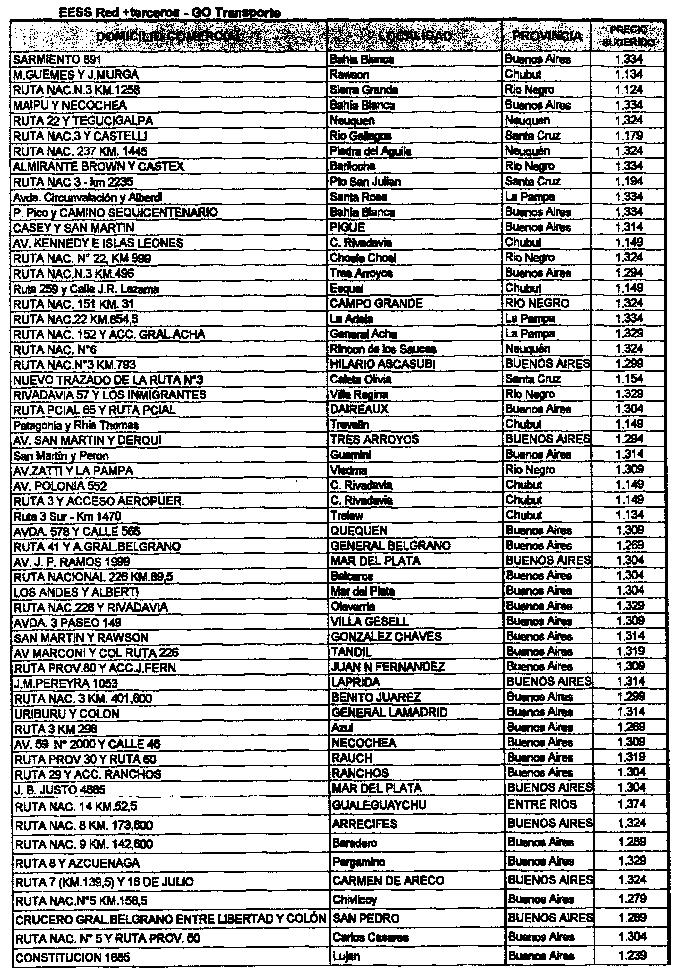 EESS Red +terceros - GO Transporte
DOMICILIO COMERCIAL LOCALIDAD PROVINCIA PRECIO SUGERIDO
SARMIENTO 891 Bahia Blanca Buenos Aires 1.334
M.GUEMES Y J.MURGA Rawson Chubut 1.134
RUTA NAC.N.3 KM.1258 Sierra Grande Rio Negro 1.124
MAIPU Y NECOCHEA Bahia Blanca Buenos Aires 1.334
RUTA 22 Y TEGUCIGALPA Neuquen Neuquen 1.324
RUTA NAC.3 Y CASTELLI Rio Gallegos Santa Cruz 1.179
RUTA NAC. 237 KM. 1445 Piedra del Aguila Neuquén 1.324
ALMIRANTE BROWN Y CASTEX Bariloche Rio Negro 1.334
RUTA NAC 3 - km 2235 Pto San Julian Santa Cruz 1.194
Avda. Circunvalación y Alberdi Santa Rosa La Pampa 1.334
P. Pico y CAMINO SEQUICENTENARIO Bahia Blanca Buenos Aires 1.334
CASEY Y SAN MARTIN PIGUE Buenos Aires 1.314
AV. KENNEDY E ISLAS LEONES C. Rivadavia Chubut 1.149
RUTA NAC. N° 22, KM 999 Choele Choel Rio Negro 1.324
RUTA NAC.N.3 KM.496 Tres Arroyos Buenos Aires 1.294
Ruta 259 y Calle J.R. Lezama Esquel Chubut 1.149
RUTA NAC. 151 KM. 31 CAMPO GRANDE RIO NEGRO 1.324
RUTA NAC.22 KM.854,5 La Adela La Pampa 1.334
RUTA NAC. 152 Y ACC. GRAL.ACHA General Acha La Pampa 1.329
RUTA NAC. N°6 Rincon de los Sauces Neuquén 1.324
RUTA NAC.N°3 KM.793 HILARIO ASCASUBI BUENOS AIRES 1.299
NUEVO TRAZADO DE LA RUTA N°3 Caleta Olivia Santa Cruz 1.154
RIVADAVIA 57 Y LOS INMIGRANTES Villa Regina Rio Negro 1.329
RUTA PCIAL 65 Y RUTA PCIAL DAIREAUX Buenos Aires 1.304
Patagonia y Rhis Thomas Trevelin Chubut 1.149
AV. SAN MARTIN Y DERQUI TRES ARROYOS BUENOS AIRES 1.294
San Martin y Peron Guamini Buenos Aires 1.314
AV.ZATTI Y LA PAMPA Viedma Rio Negro 1.309
AV. POLONIA 552 C. Rivadavia Chubut 1.149
RUTA 3 Y ACCESO AEROPUER. C. Rivadavia Chubut 1.149
Ruta 3 Sur - Km 1470 Trelew Chubut 1.134
AVDA. 578 Y CALLE 565 QUEQUEN Buenos Aires 1.309
RUTA 41 Y A.GRAL.BELGRANO GENERAL BELGRANO Buenos Aires 1.269
AV. J. P. RAMOS 1999 MAR DEL PLATA BUENOS AIRES 1.304
RUTA NACIONAL 226 KM.69,5 Balcarce Buenos Aires 1.304
LOS ANDES Y ALBERTI Mar del Plata Buenos Aires 1.304
RUTA NAC.226 Y RIVADAVIA Olavarria Buenos Aires 1.329
AVDA. 3 PASEO 149 VILLA GESELL Buenos Aires 1.309
SAN MARTIN Y RAWSON GONZALEZ CHAVES Buenos Aires 1.314
AV MARCONI Y COL RUTA 226 TANDIL Buenos Aires 1.319
RUTA PROV.80 Y ACC.J.FERN JUAN N FERNANDEZ Buenos Aires 1.309
J.M.PEREYRA 1053 LAPRIDA BUENOS AIRES 1.314
RUTA NAC. 3 KM. 401,600 BENITO JUAREZ Buenos Aires 1.299
URIBURU Y COLON GENERAL LAMADRID Buenos Aires 1.314
RUTA 3 KM 298 Azul Buenos Aires 1.269
AV. 59 N° 2000 Y CALLE 46 NECOCHEA Buenos Aires 1.309
RUTA PROV 30 Y RUTA 60 RAUCH Buenos Aires 1.319
RUTA 29 Y ACC. RANCHOS RANCHOS Buenos Aires 1.304
J. B. JUSTO 4685 MAR DEL PLATA BUENOS AIRES 1.304
RUTA NAC. 14 KM.52,5 GUALEGUAYCHU ENTRE RIOS 1.374
RUTA NAC. 8 KM. 173,600 ARRECIFES BUENOS AIRES 1.324
RUTA NAC. 9 KM. 142,600 Baradero Buenos Aires 1.289
RUTA 8 Y AZCUENAGA Pergamino Buenos Aires 1.329
RUTA 7 (KM.139,5) Y 16 DE JULIO CARMEN DE ARECO BUENOS AIRES 1.324
RUTA NAC.N°5 KM.158,5 Chivilcoy Buenos Aires 1.279
CRUCERO GRAL.BELGRANO ENTRE LIBERTAD Y COLÓN SAN PEDRO BUENOS AIRES 1.289
RUTA NAC. N° 5 Y RUTA PROV. 50 Carlos Casares Buenos Aires 1.304
CONSTITUCION 1685 Lujan Buenos Aires 1.239